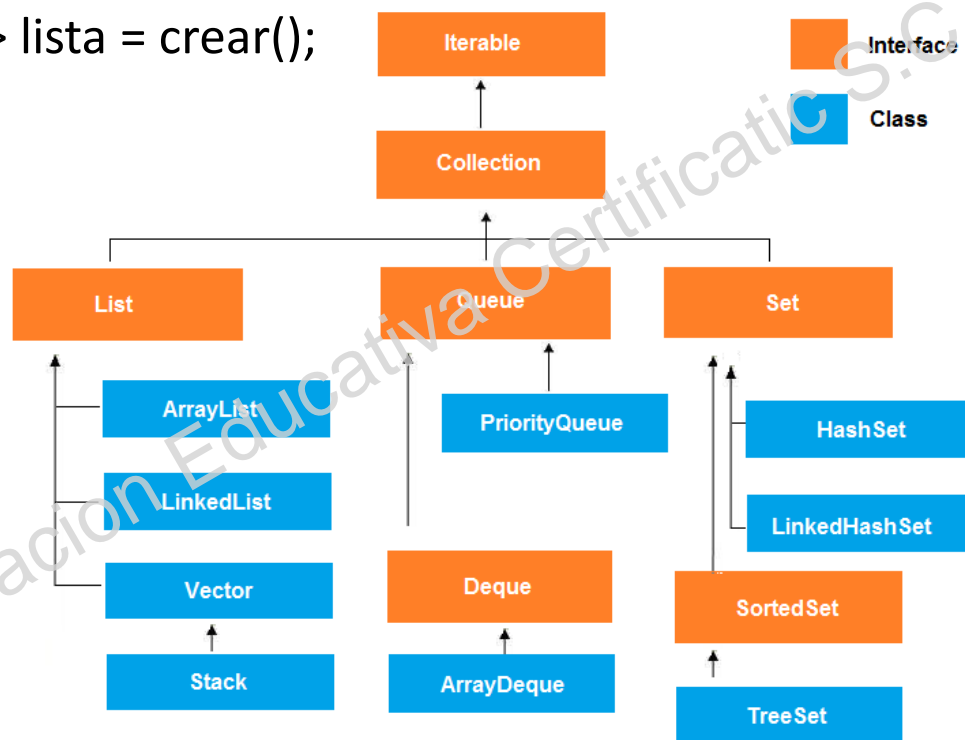 > lista = crear();
Iterable
Interface
Class
Collection
List
Queue
Set
ArrayList
PriorityQueue
HashSet
LinkedList
LinkedHashSet
Vector
Deque
SortedSet
Stack
ArrayDeque
TreeSet
acion Educativa Certificatic S.C